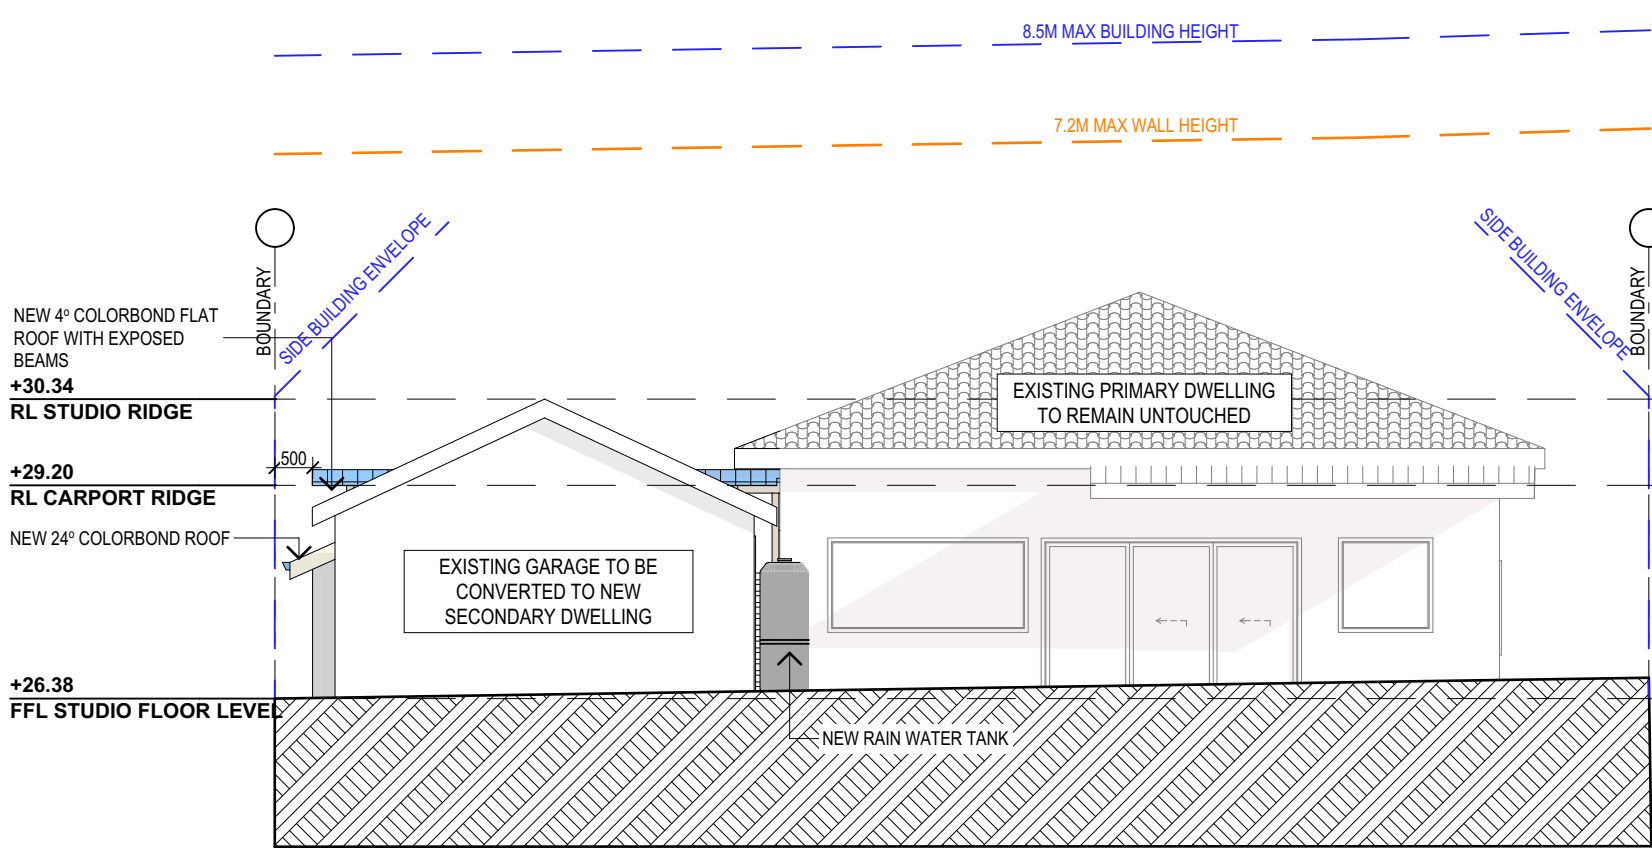 8.5M MAX BUILDING HEIGHT
7.2M MAX WALL HEIGHT
BOUNDARY
SIDE BUILDING ENVELOPE
SIDE BUILDING ENVELOPE
BOUNDARY
NEW 4º COLORBOND FLAT
ROOF WITH EXPOSED
BEAMS
+30.34
RL STUDIO RIDGE
EXISTING PRIMARY DWELLING
TO REMAIN UNTOUCHED
500
+29.20
RL CARPORT RIDGE
NEW 24º COLORBOND ROOF
EXISTING GARAGE TO BE
CONVERTED TO NEW
SECONDARY DWELLING
+26.38
FFL STUDIO FLOOR LEVEL
NEW RAIN WATER TANK